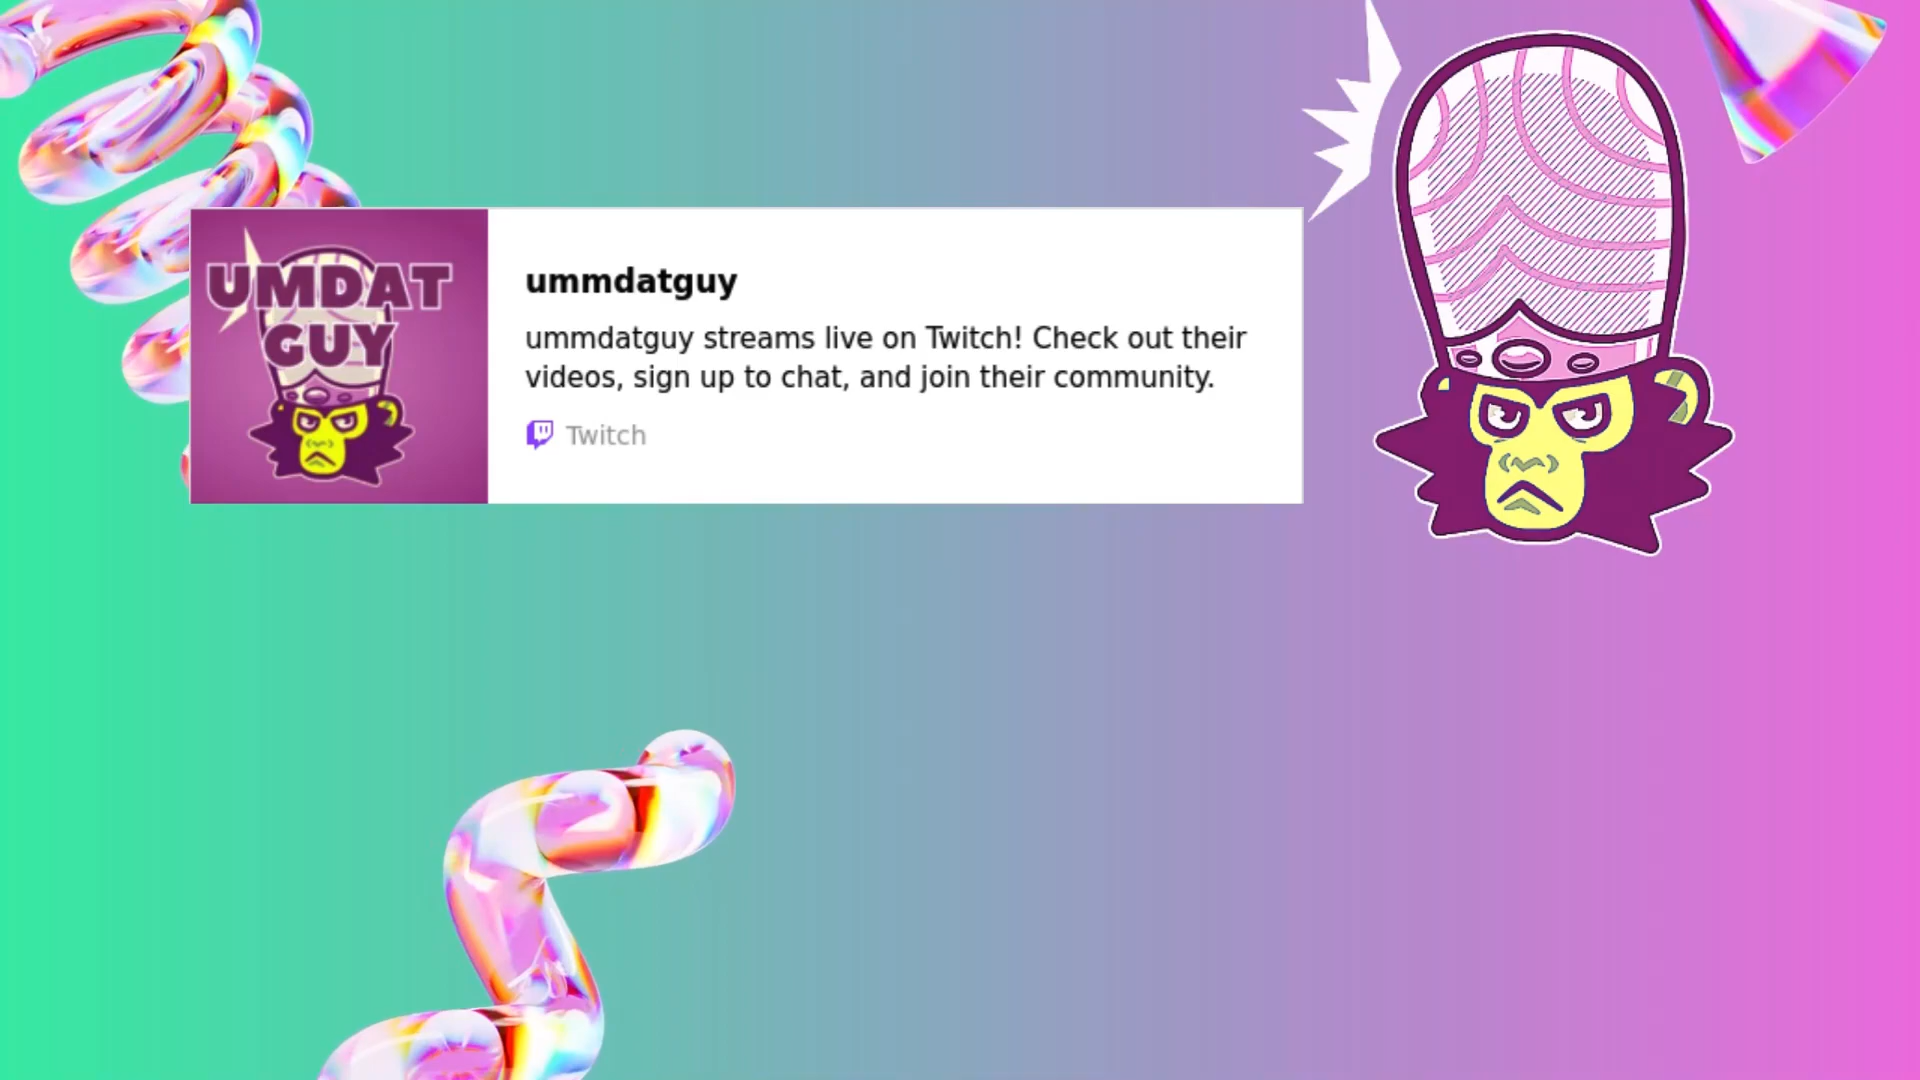 UMDAT
GUY
ummdatguy
ummdatguy streams live on Twitch! Check out their
videos, sign up to chat, and join their community.
Twitch